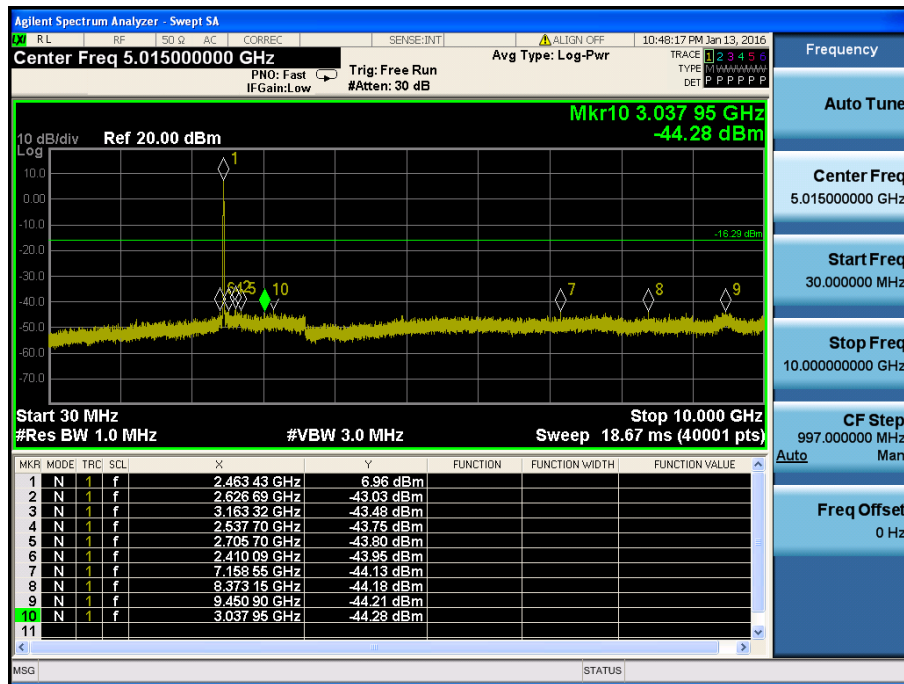 Agilent Spectrum Analyzer - Swept SA
LXI RL RF 50 Ω AC CORREC SENSE:INT ALIGN OFF 10:48:17 PM Jan 13, 2016
Center Freq 5.015000000 GHz
PNO: Fast
IFGain:Low
Trig: Free Run
#Atten: 30 dB
Avg Type: Log-Pwr
TRACE 1 2 3 4 5 6
TYPE MWWWWW
DET P P P P P P
Mkr10 3.037 95 GHz
-44.28 dBm
10 dB/div Ref 20.00 dBm
Log
10.0
0.00
-10.0
-20.0
-30.0
-40.0
-50.0
-60.0
-70.0
1
-16.29 dBm
10
7
8
9
Start 30 MHz Stop 10.000 GHz
#Res BW 1.0 MHz #VBW 3.0 MHz Sweep 18.67 ms (40001 pts)
MKR MODE TRC SCL X Y FUNCTION FUNCTION WIDTH FUNCTION VALUE
1 N 1 f 2.463 43 GHz 6.96 dBm
2 N 1 f 2.626 69 GHz -43.03 dBm
3 N 1 f 3.163 32 GHz -43.48 dBm
4 N 1 f 2.537 70 GHz -43.75 dBm
5 N 1 f 2.705 70 GHz -43.80 dBm
6 N 1 f 2.410 09 GHz -43.95 dBm
7 N 1 f 7.158 55 GHz -44.13 dBm
8 N 1 f 8.373 15 GHz -44.18 dBm
9 N 1 f 9.450 90 GHz -44.21 dBm
10 N 1 f 3.037 95 GHz -44.28 dBm
11
MSG STATUS
Frequency
Auto Tune
Center Freq
5.015000000 GHz
Start Freq
30.000000 MHz
Stop Freq
10.000000000 GHz
CF Step
997.000000 MHz
Auto Man
Freq Offset
0 Hz